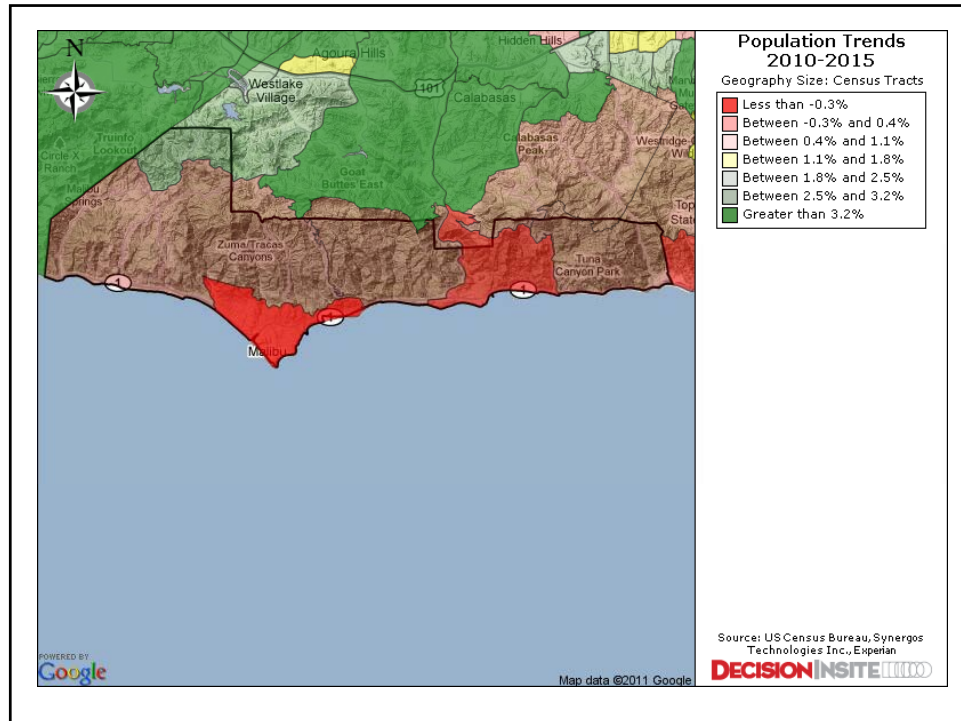 Population Trends
2010-2015
Geography Size: Census Tracts
Less than -0.3%
Between -0.3% and 0.4%
Between 0.4% and 1.1%
Between 1.1% and 1.8%
Between 1.8% and 2.5%
Between 2.5% and 3.2%
Greater than 3.2%
N
Hidden Hills
Agoura Hills
Westlake
Village
101
Calabasas
Truinfo
Lookout
Circle X
Ranch
Calabasas
Peak
Goat
Buttes East
Springs
Zuma/Tracas
Canyons
Tuna
Canyon Park
1
1
1
Malibu
POWERED BY
Google
Map data ©2011 Google
Source: US Census Bureau, Synergos
Technologies Inc., Experian
DECISION INSITE